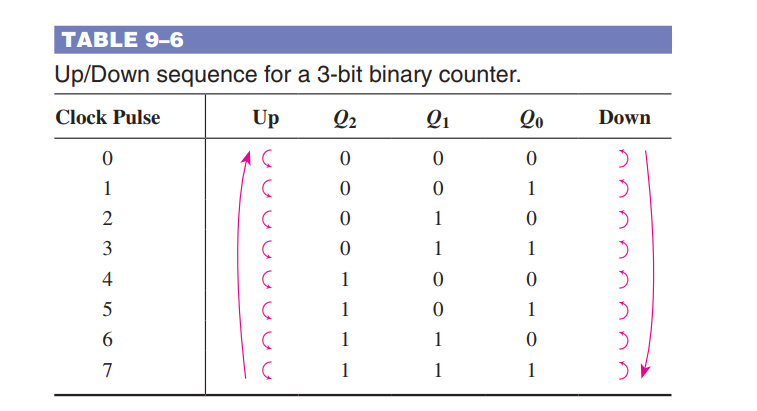 TABLE 9–6
Up/Down sequence for a 3-bit binary counter.
Clock Pulse Up Q2 Q1 Q0 Down
0 0 0 0
1 0 0 1
2 0 1 0
3 0 1 1
4 1 0 0
5 1 0 1
6 1 1 0
7 1 1 1